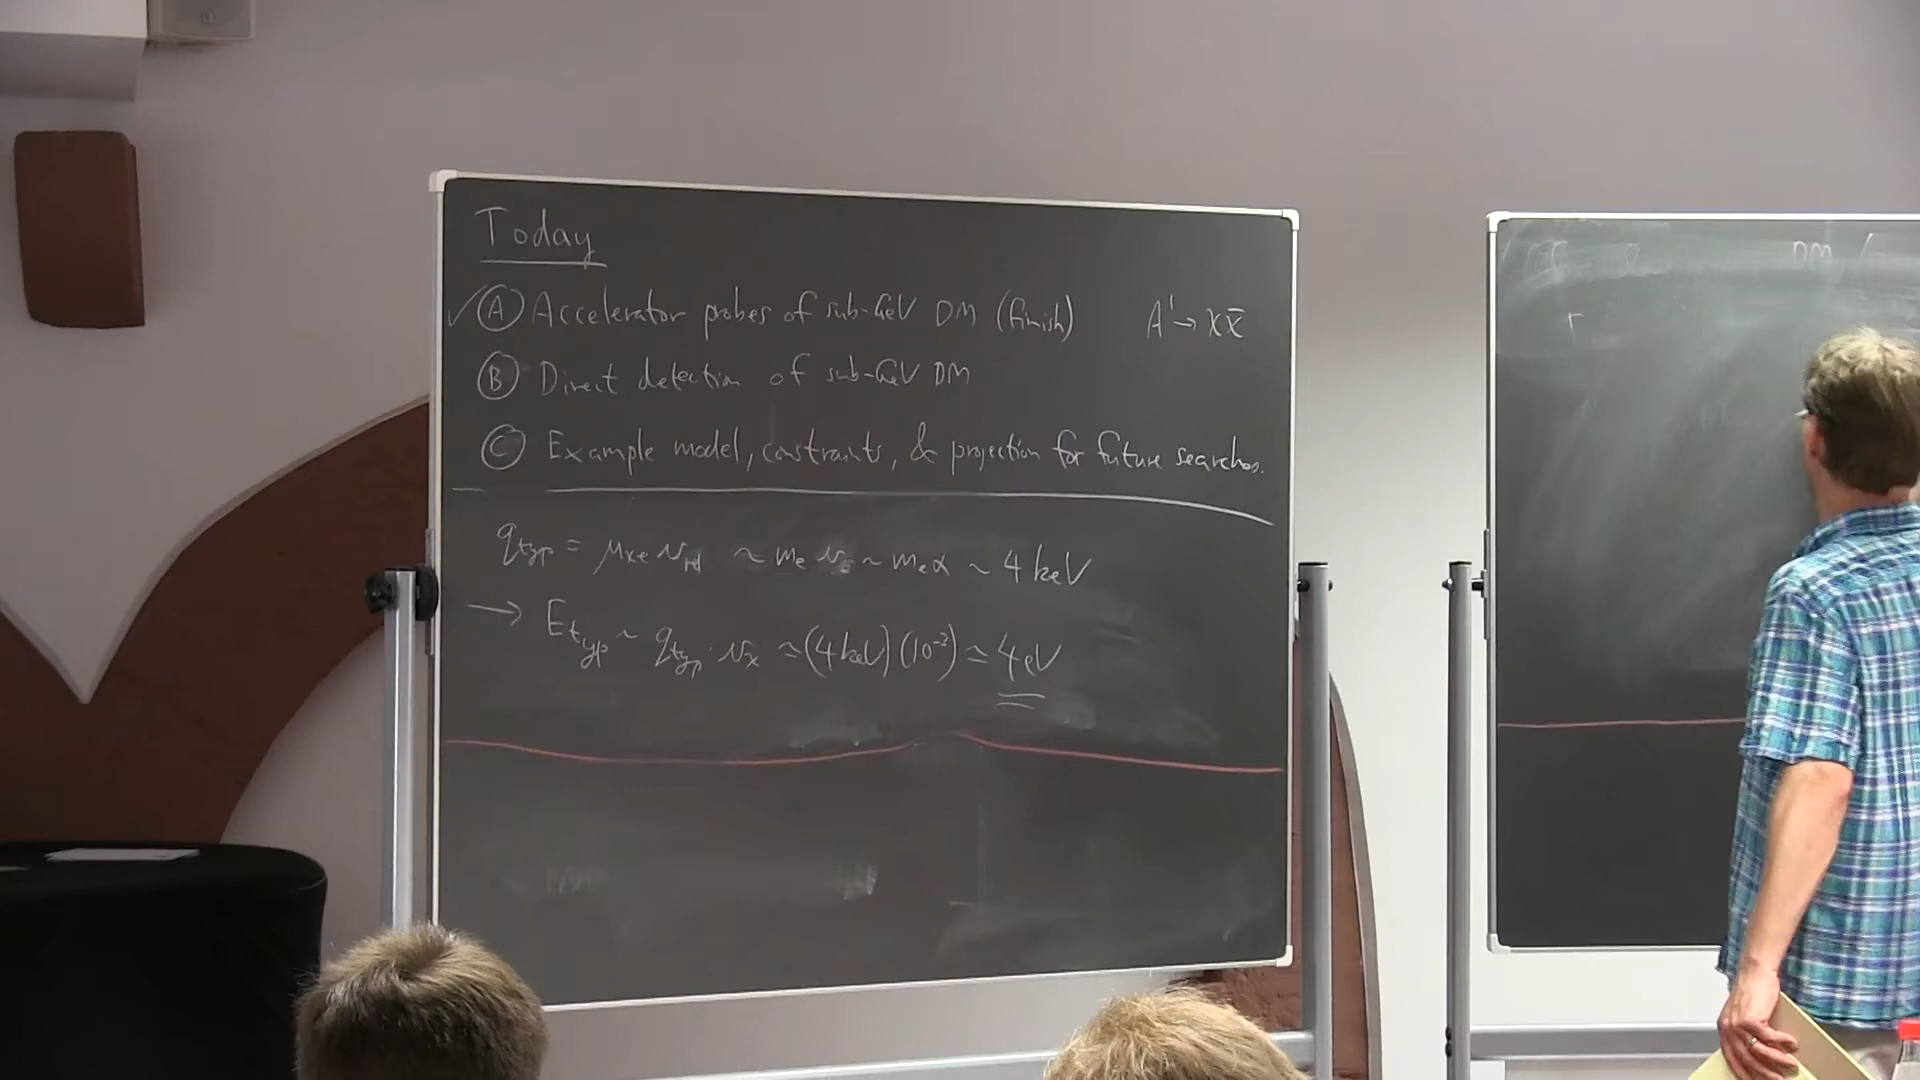 Today
✓ Ⓐ Accelerator probes of sub-GeV DM (finish) A' → χχ̄
Ⓑ Direct detection of sub-GeV DM
Ⓒ Example model, constraints, & projection for future searches.
q_typ = μ_χe v_rel ~ m_e v_e ~ m_e α ~ 4 keV
→ E_typ ~ q_typ · v_χ ≃ (4 keV) (10⁻³) ≃ 4 eV
DM
r